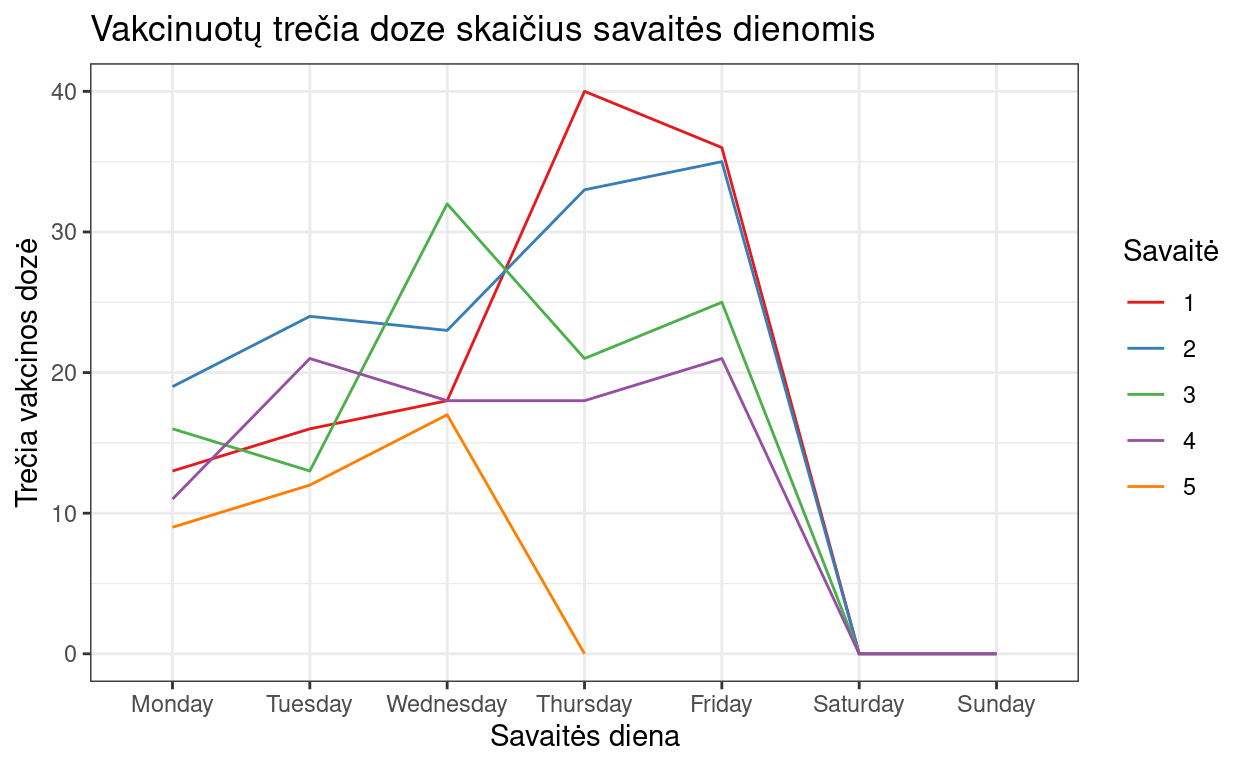 Vakcinuotų trečia doze skaičius savaitės dienomis
Trečia vakcinos dozė
40
30
20
10
0
Monday Tuesday Wednesday Thursday Friday Saturday Sunday
Savaitės diena
Savaitė
1
2
3
4
5